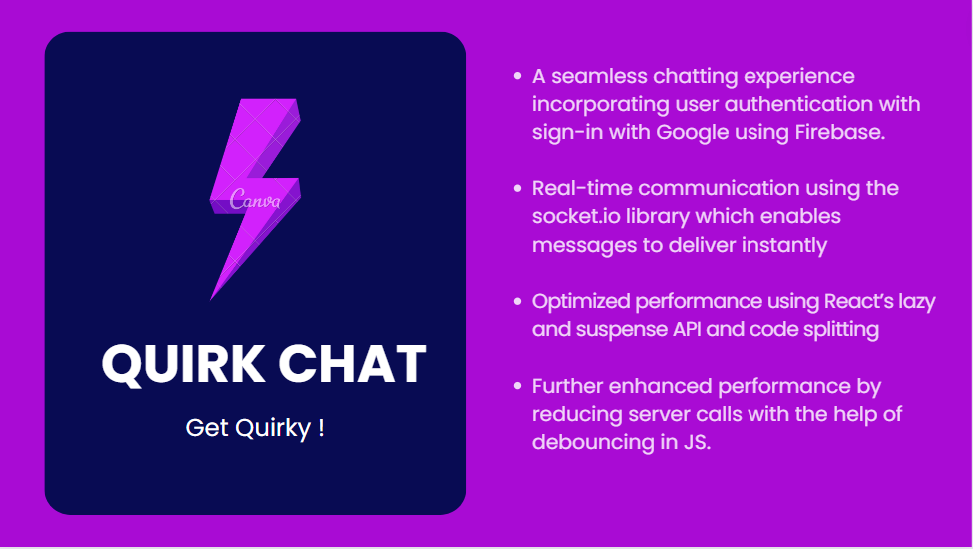 Canva
QUIRK CHAT
Get Quirky !
• A seamless chatting experience
incorporating user authentication with
sign-in with Google using Firebase.
• Real-time communication using the
socket.io library which enables
messages to deliver instantly
• Optimized performance using React's lazy
and suspense API and code splitting
• Further enhanced performance by
reducing server calls with the help of
debouncing in JS.